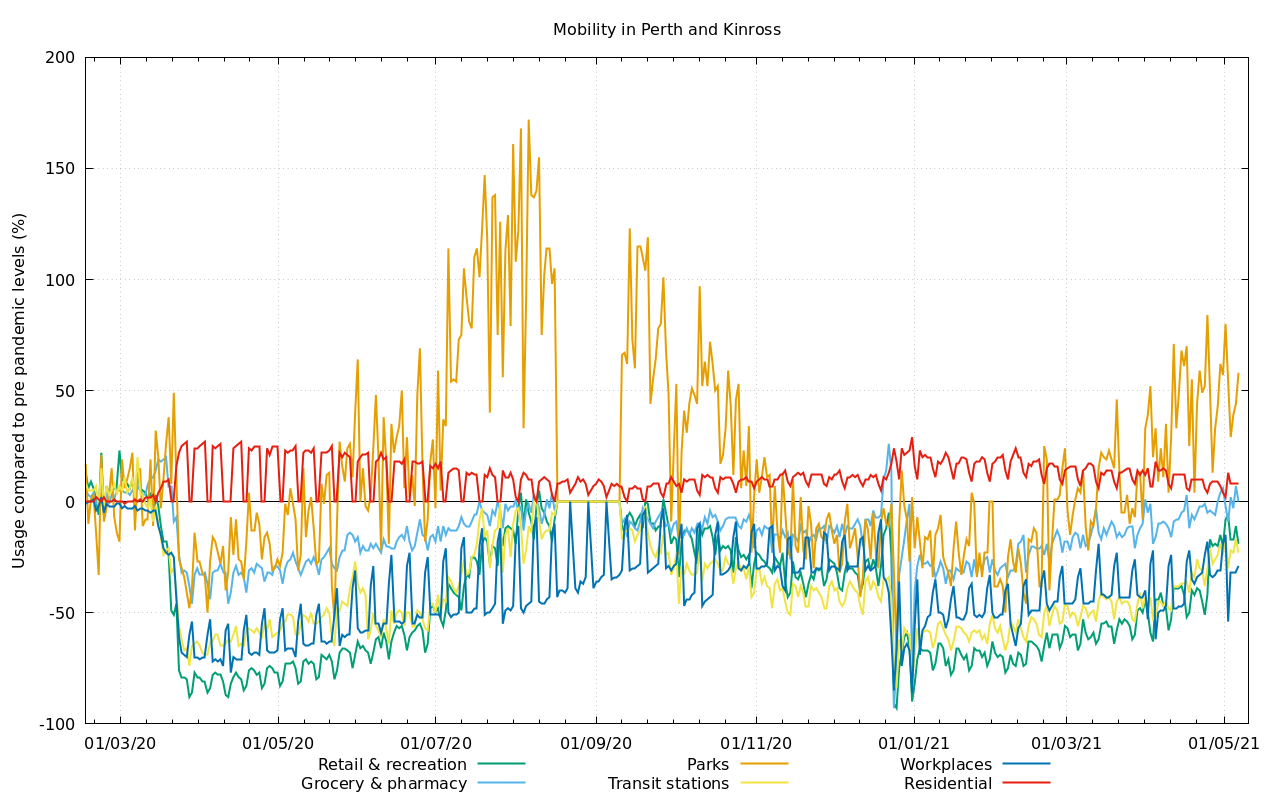 Mobility in Perth and Kinross
Usage compared to pre pandemic levels (%)
200
150
100
50
0
-50
-100
01/03/20 01/05/20 01/07/20 01/09/20 01/11/20 01/01/21 01/03/21 01/05/21
Retail & recreation Parks Workplaces
Grocery & pharmacy Transit stations Residential